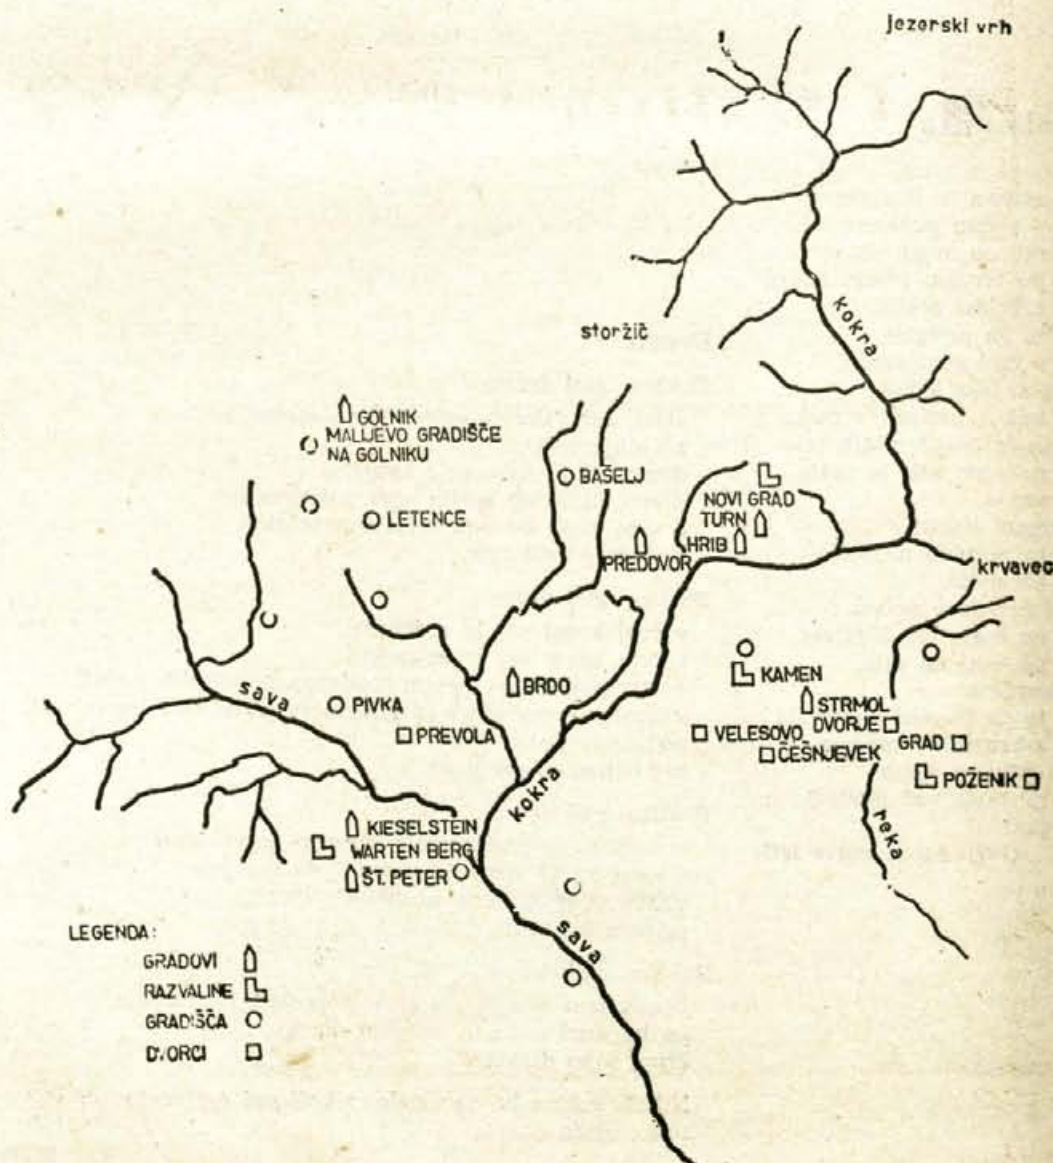 jezerski vrh
kokra
storžič
GOLNIK
MALIJEVO GRADIŠČE
NA GOLNIKU
BAŠELJ
LETENCE
NOVI GRAD
TURN
HRIB
PREDDVOR
krvavec
KAMEN
BRDO
STRMOL
sava
PIVKA
PREVOLA
VELESOVO
DVORJE
GRAD
ČEŠNJEVEK
POŽENIK
kokra
reka
KIESELSTEIN
WARTEN BERG
ŠT. PETER
sava
LEGENDA:
GRADOVI
RAZVALINE
GRADIŠČA
DVORCI